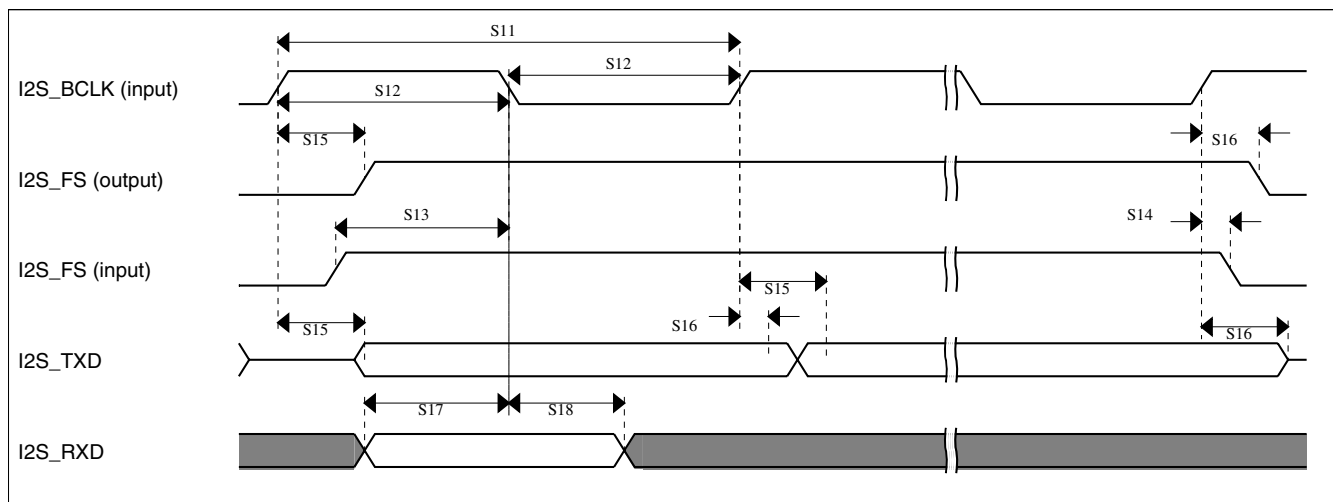 S11
I2S_BCLK (input)
S12
S12
S15
S16
I2S_FS (output)
S13
S14
I2S_FS (input)
S15
S15
S16
S16
I2S_TXD
S17
S18
I2S_RXD